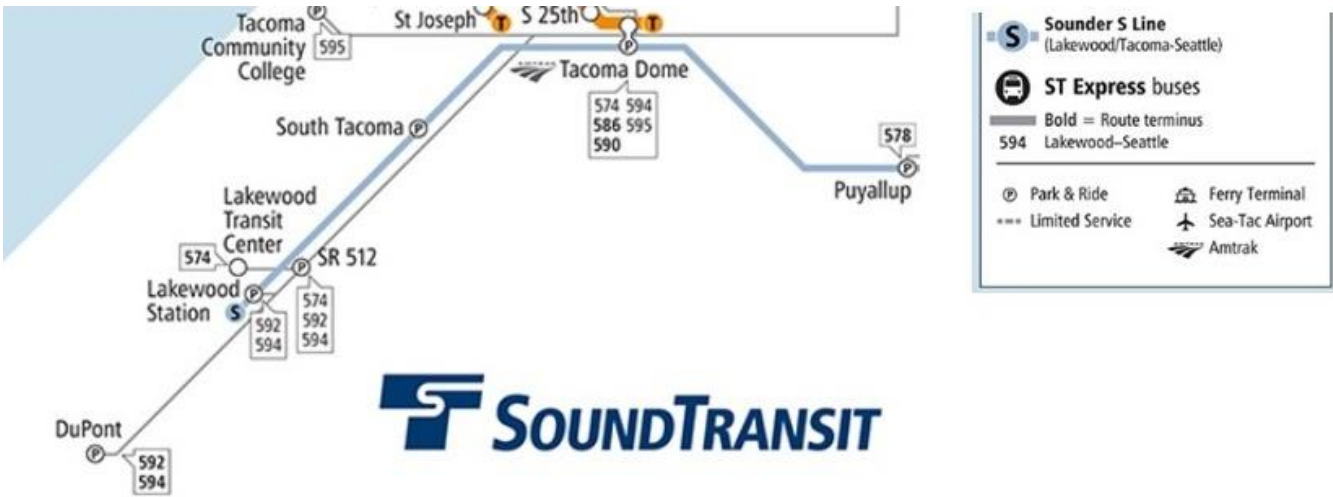 St Joseph
T
S 25th
T
Tacoma
Community
College
595
AMTRAK
Tacoma Dome
574 594
586 595
590
South Tacoma
P
578
P
Puyallup
Lakewood
Transit
Center
574
SR 512
P
574
592
594
Lakewood
Station
P
S
592
594
DuPont
P
592
594
SOUNDTRANSIT
S
Sounder S Line
(Lakewood/Tacoma-Seattle)
ST Express buses
Bold = Route terminus
594 Lakewood–Seattle
P Park & Ride
Limited Service
Ferry Terminal
Sea-Tac Airport
Amtrak